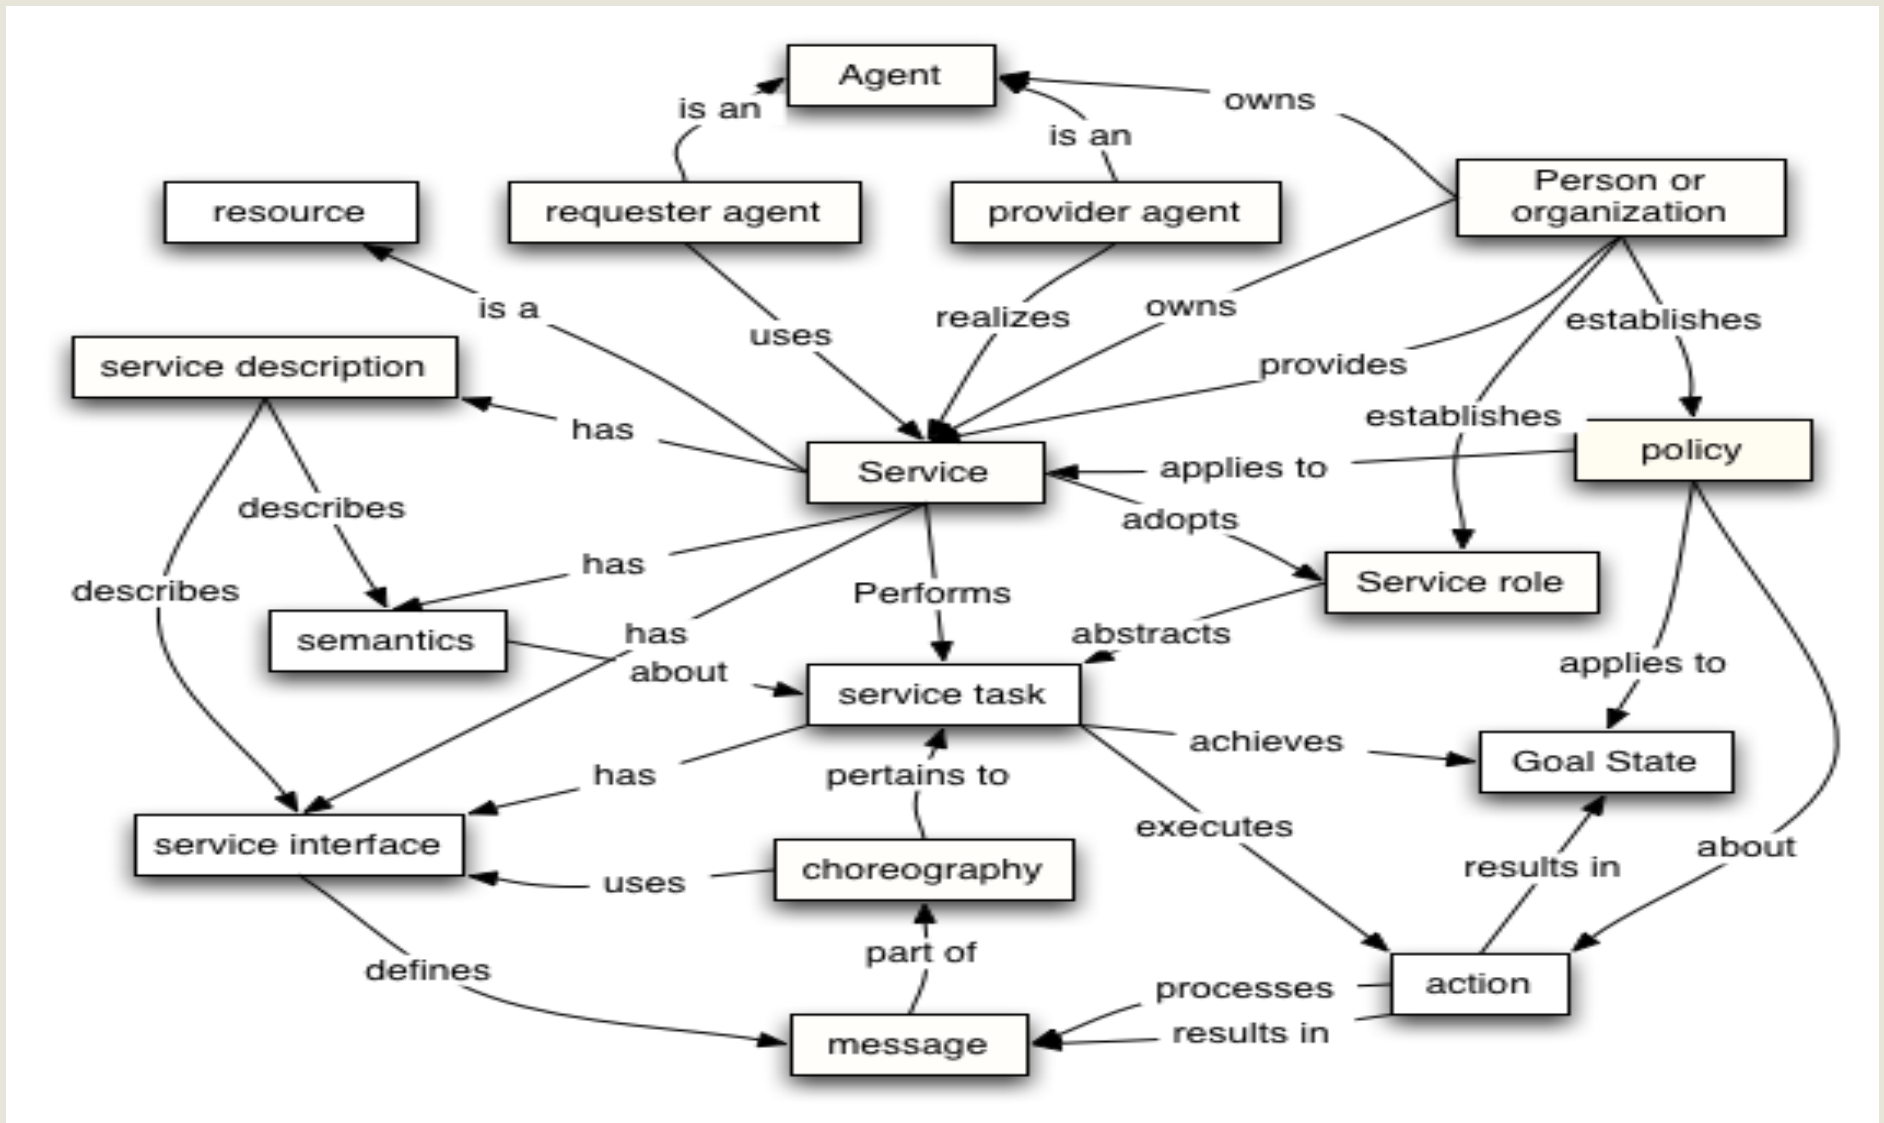 Agent
is an
owns
is an
Person or
organization
resource
requester agent
provider agent
is a
uses
realizes
owns
establishes
service description
provides
has
establishes
policy
Service
applies to
describes
adopts
has
describes
Performs
Service role
semantics
has
abstracts
about
applies to
service task
achieves
Goal State
has
pertains to
executes
service interface
about
results in
choreography
uses
part of
defines
action
processes
results in
message